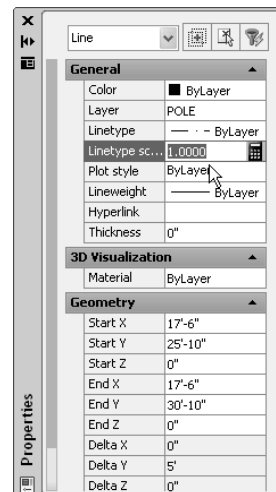 Line
General
Color ByLayer
Layer POLE
Linetype ByLayer
Linetype sc... 1.0000
Plot style ByLayer
Lineweight ByLayer
Hyperlink
Thickness 0"
3D Visualization
Material ByLayer
Geometry
Start X 17'-6"
Start Y 25'-10"
Start Z 0"
End X 17'-6"
End Y 30'-10"
End Z 0"
Delta X 0"
Delta Y 5'
Delta Z 0"
Properties